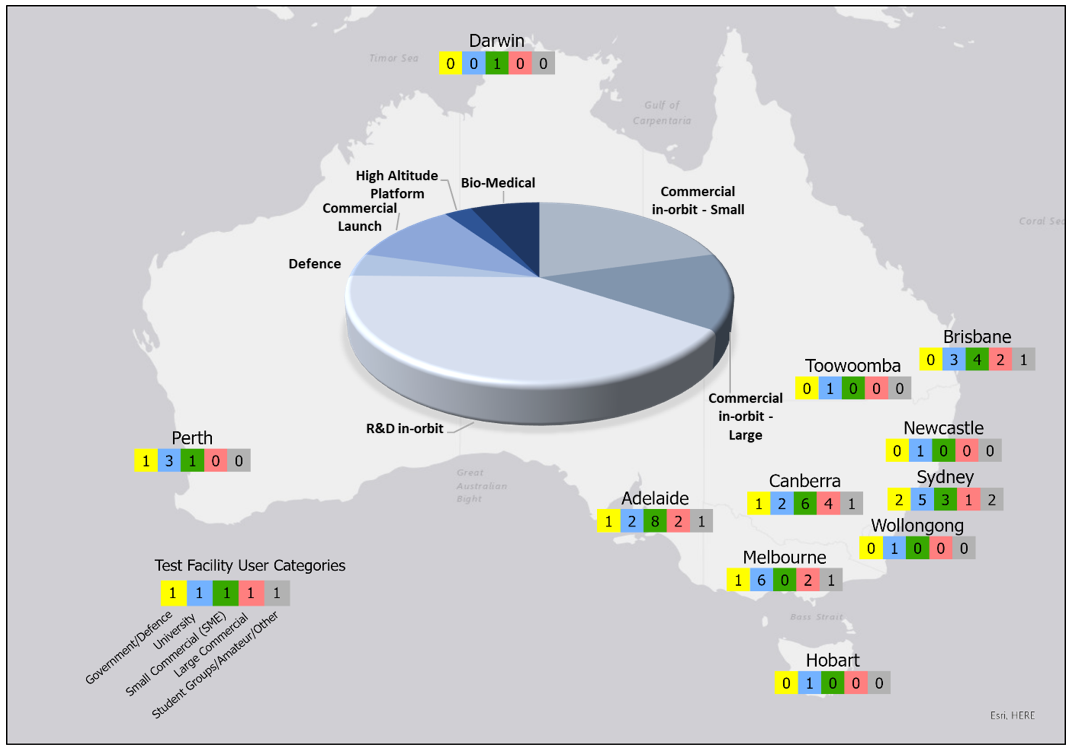 Darwin
0 0 1 0 0
Timor Sea
Gulf of
Carpentaria
High Altitude
Platform
Bio-Medical
Commercial
in-orbit - Small
Commercial
Launch
Coral Sea
Defence
Brisbane
0 3 4 2 1
Toowoomba
0 1 0 0 0
Commercial
in-orbit -
Large
R&D in-orbit
Newcastle
0 1 0 0 0
Perth
1 3 1 0 0
Great
Australian
Bight
Sydney
2 5 3 1 2
Canberra
1 2 6 4 1
Adelaide
1 2 8 2 1
Wollongong
0 1 0 0 0
Melbourne
1 6 0 2 1
Test Facility User Categories
1 1 1 1 1
Government/Defence
University
Small Commercial (SME)
Large Commercial
Student Groups/Amateur/Other
Bass Strait
Hobart
0 1 0 0 0
Esri, HERE